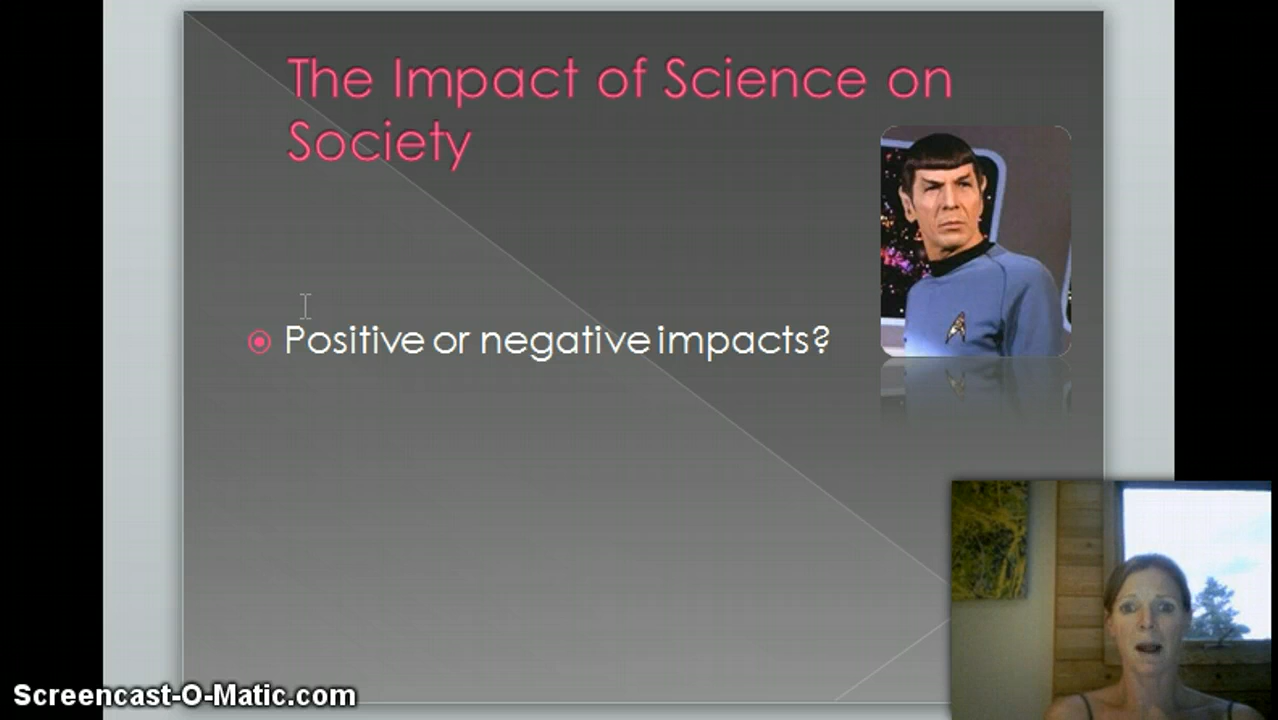 The Impact of Science on
Society
Positive or negative impacts?
Screencast-O-Matic.com